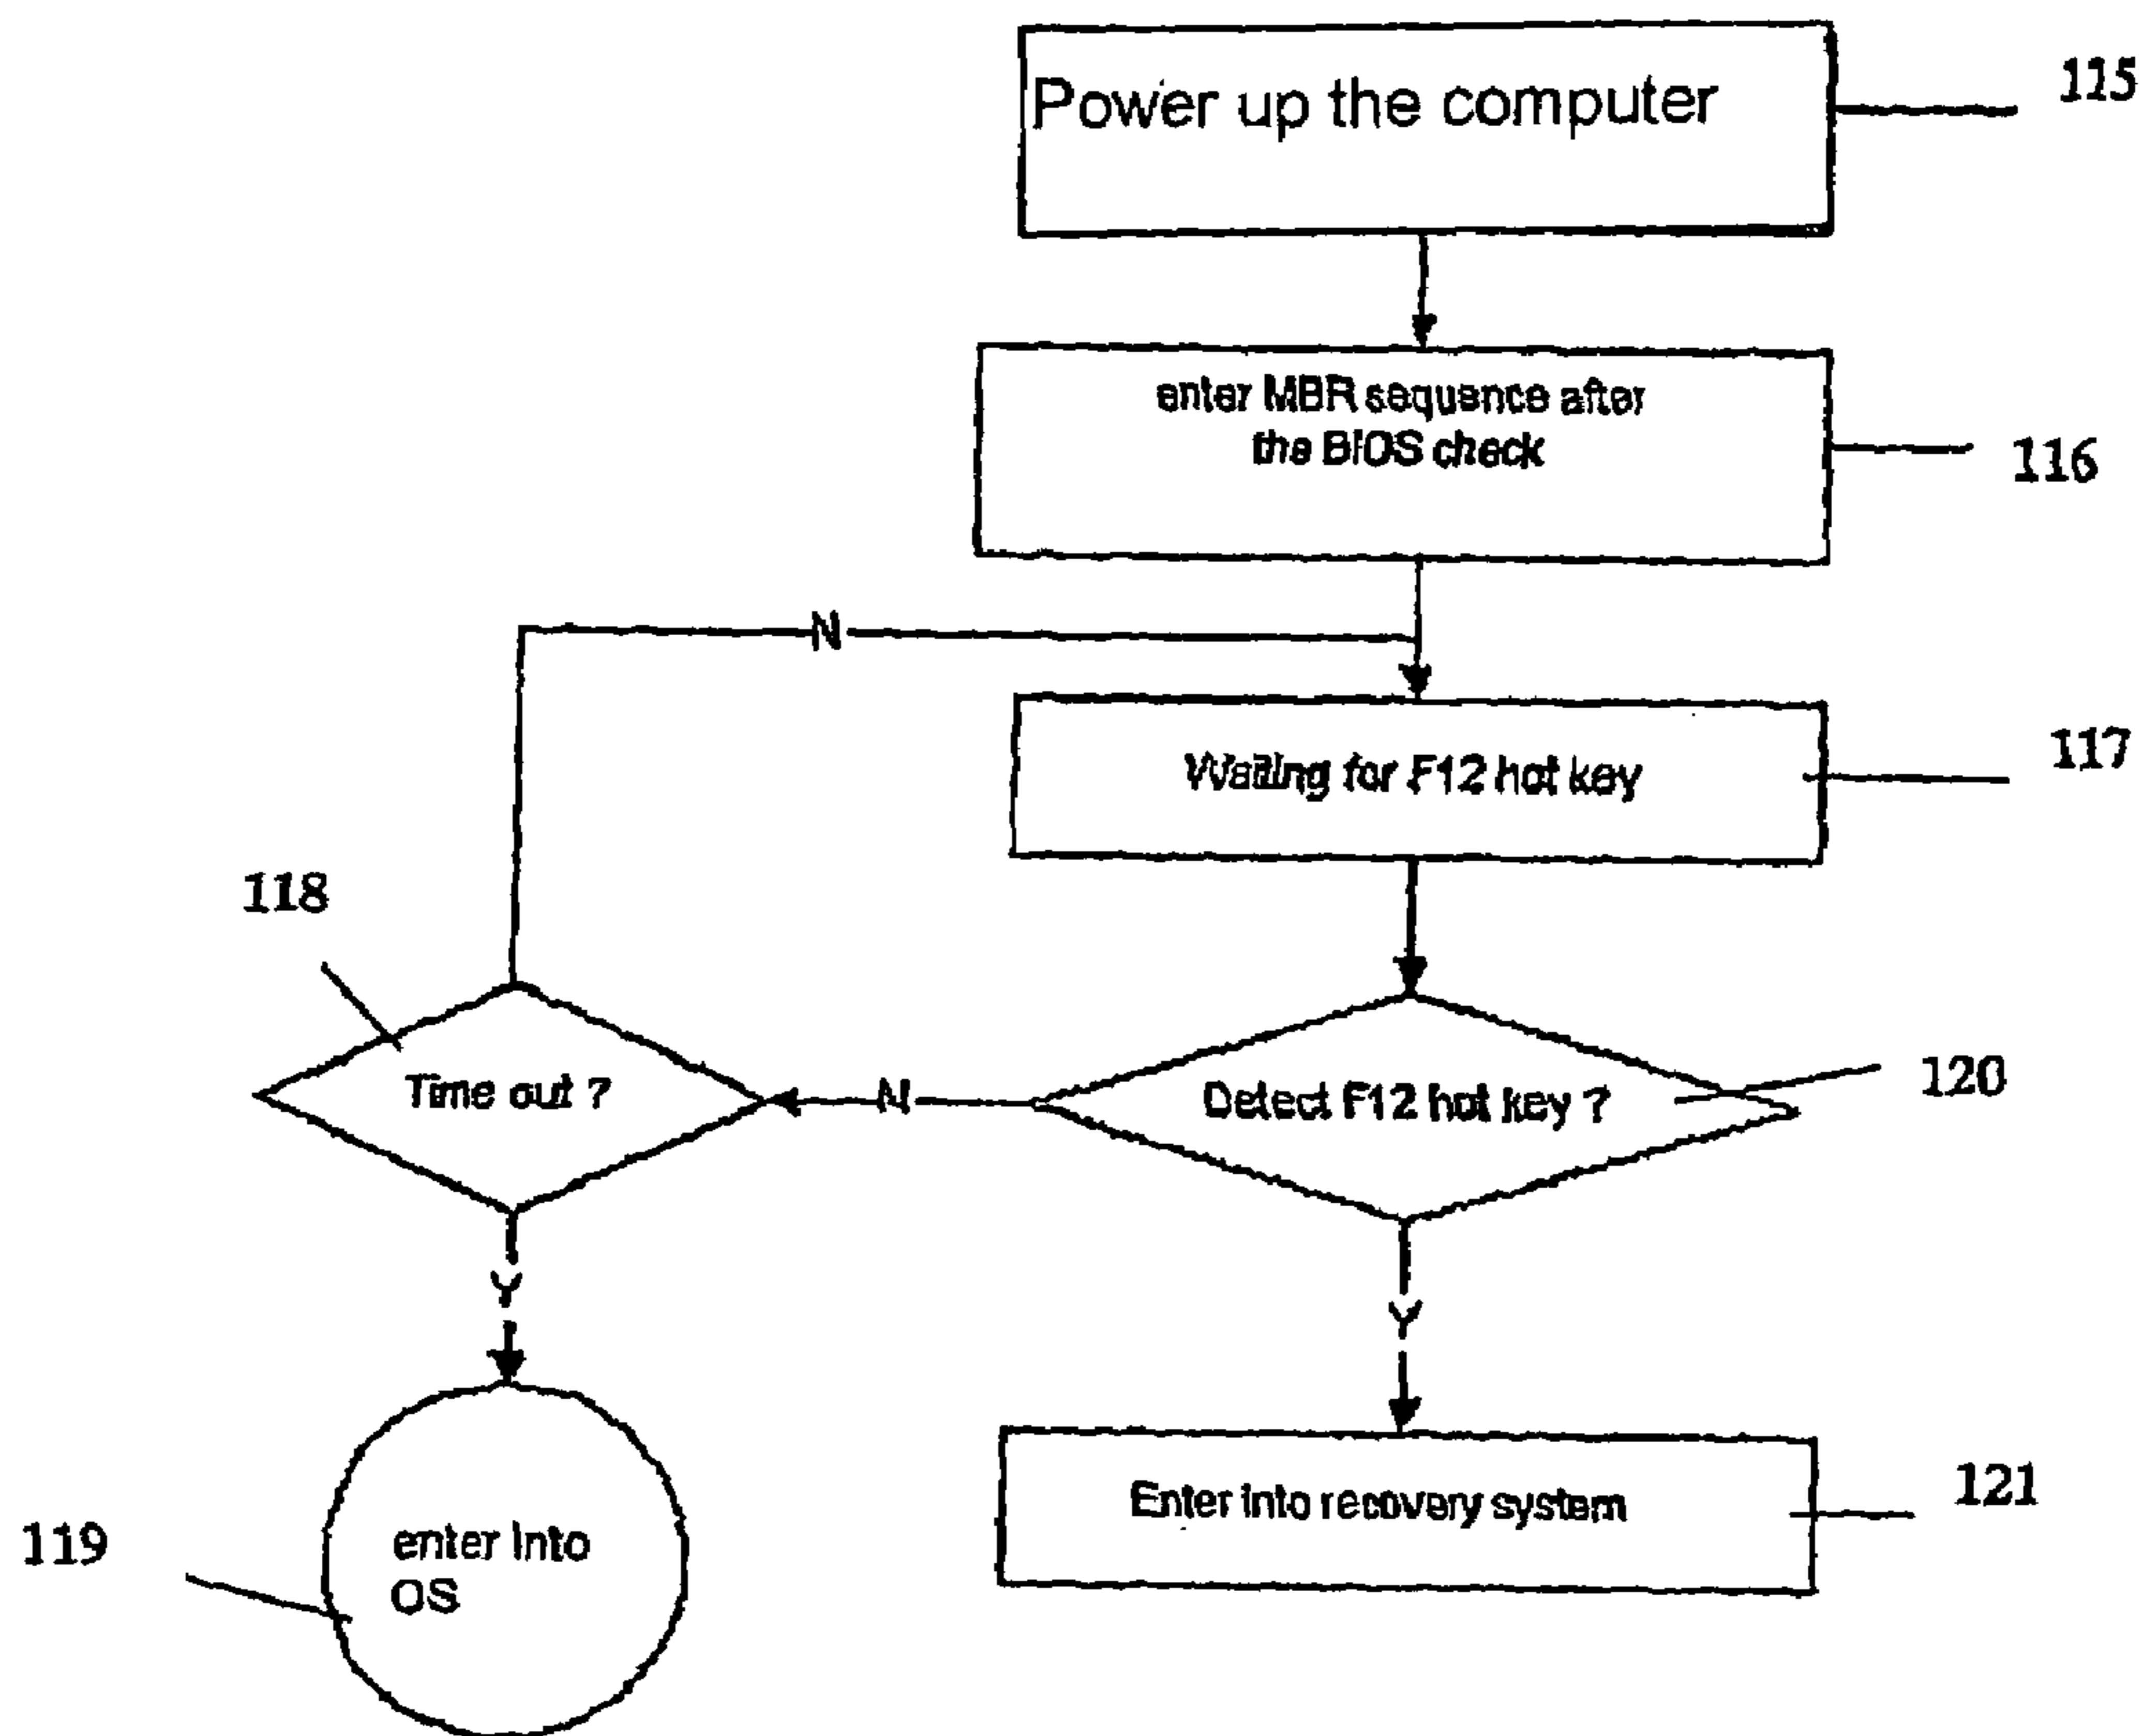 Power up the computer
115
enter MBR sequence after
the BIOS check
116
N
Waiting for F12 hot key
117
118
Time out ?
N
Detect F12 hot key ?
120
Y
Y
119
enter Into
OS
Enter into recovery system
121